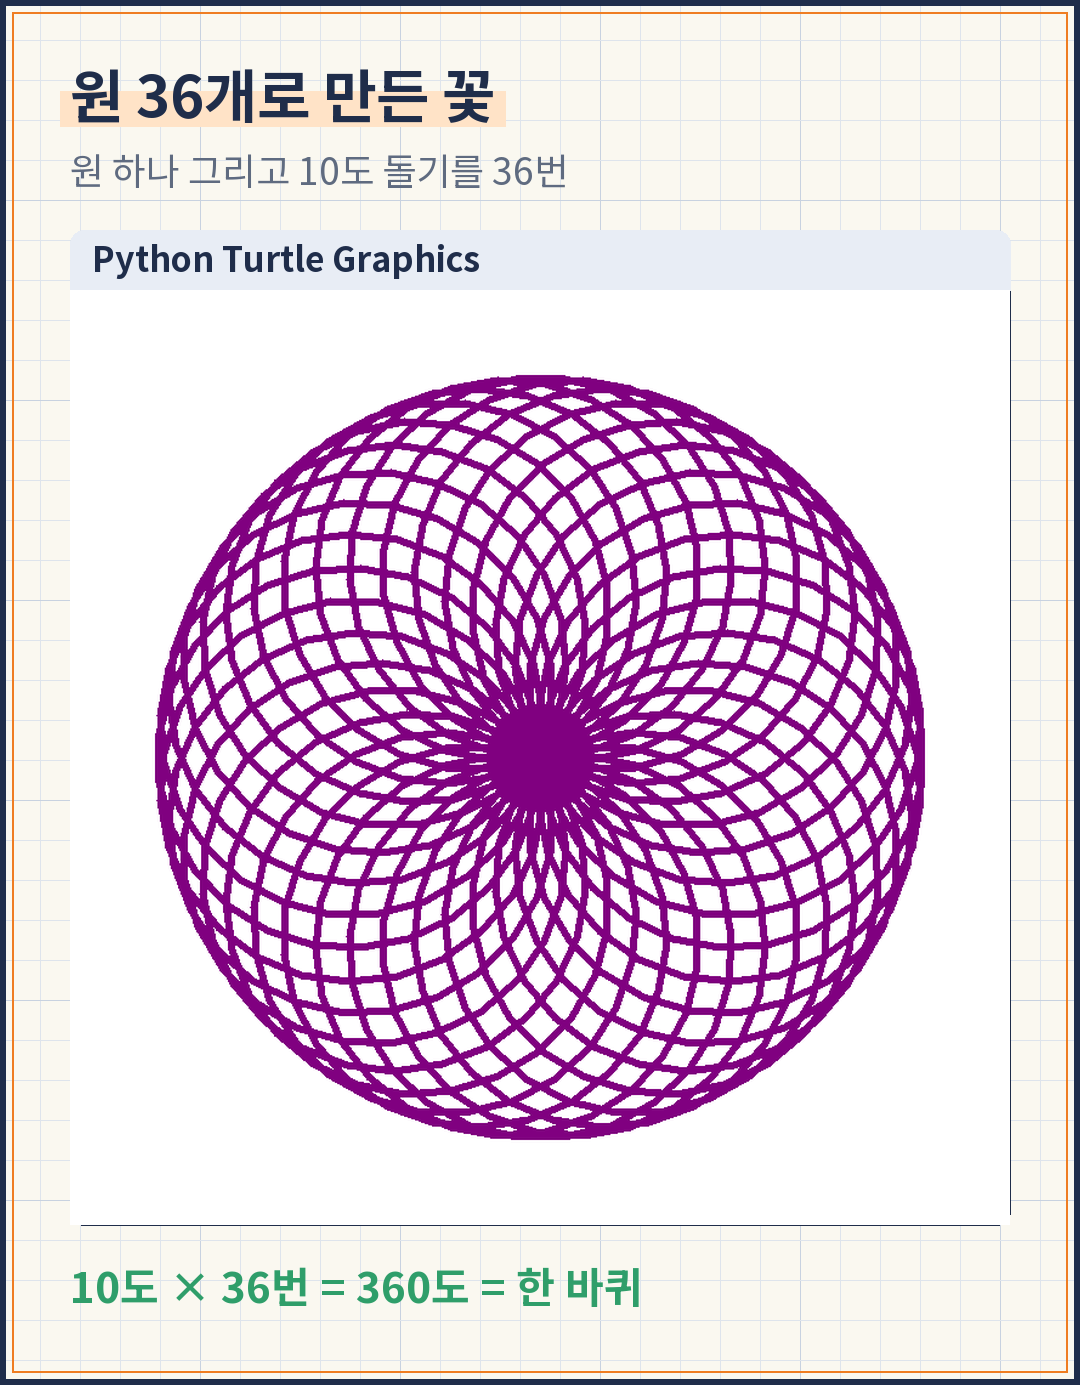 원 36개로 만든 꽃
원 하나 그리고 10도 돌기를 36번
Python Turtle Graphics
10도 × 36번 = 360도 = 한 바퀴